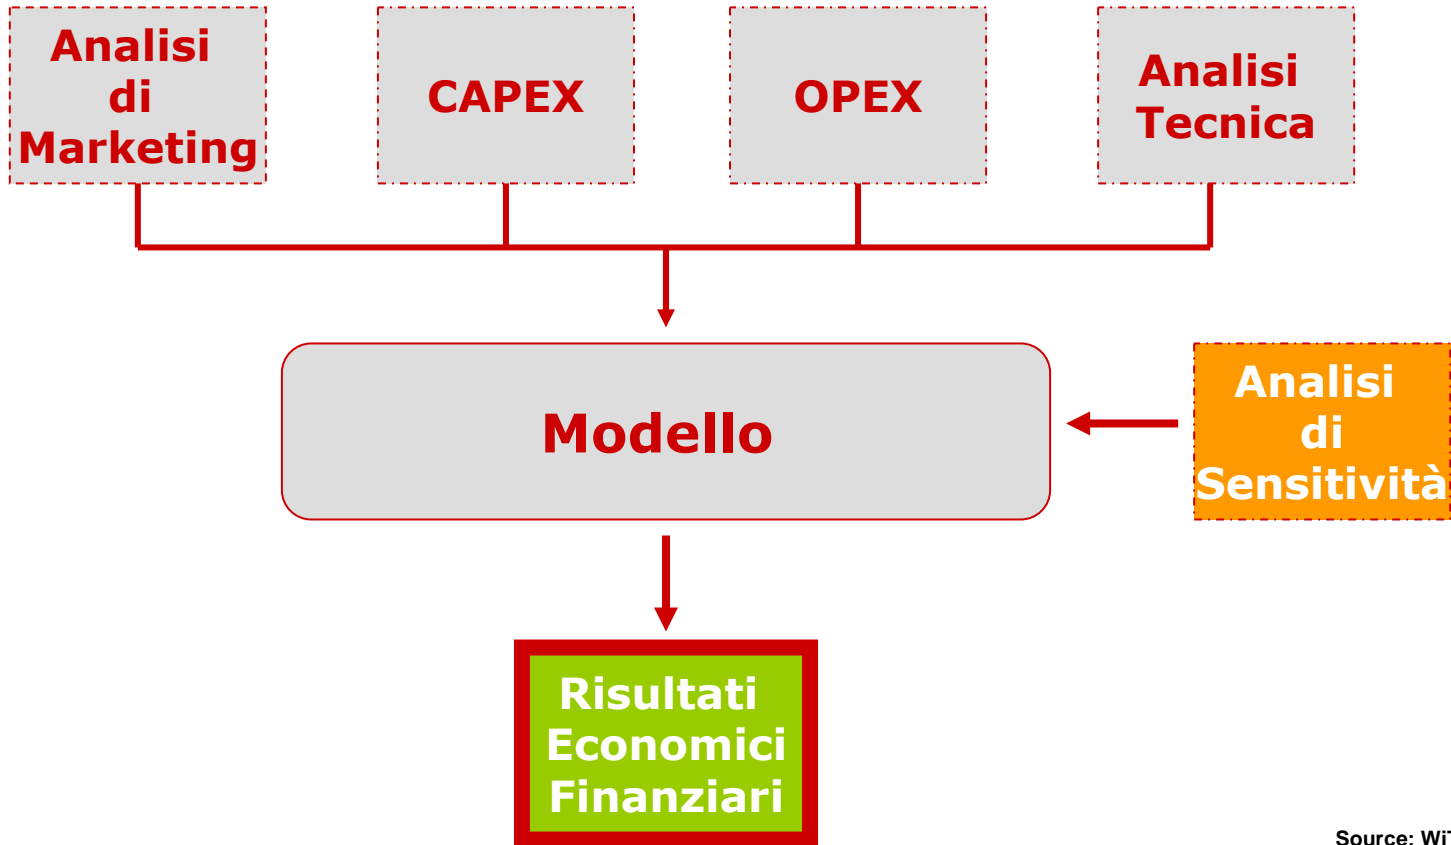 Analisi
di
Marketing
CAPEX
OPEX
Analisi
Tecnica
Modello
Analisi
di
Sensitività
Risultati
Economici
Finanziari
Source: